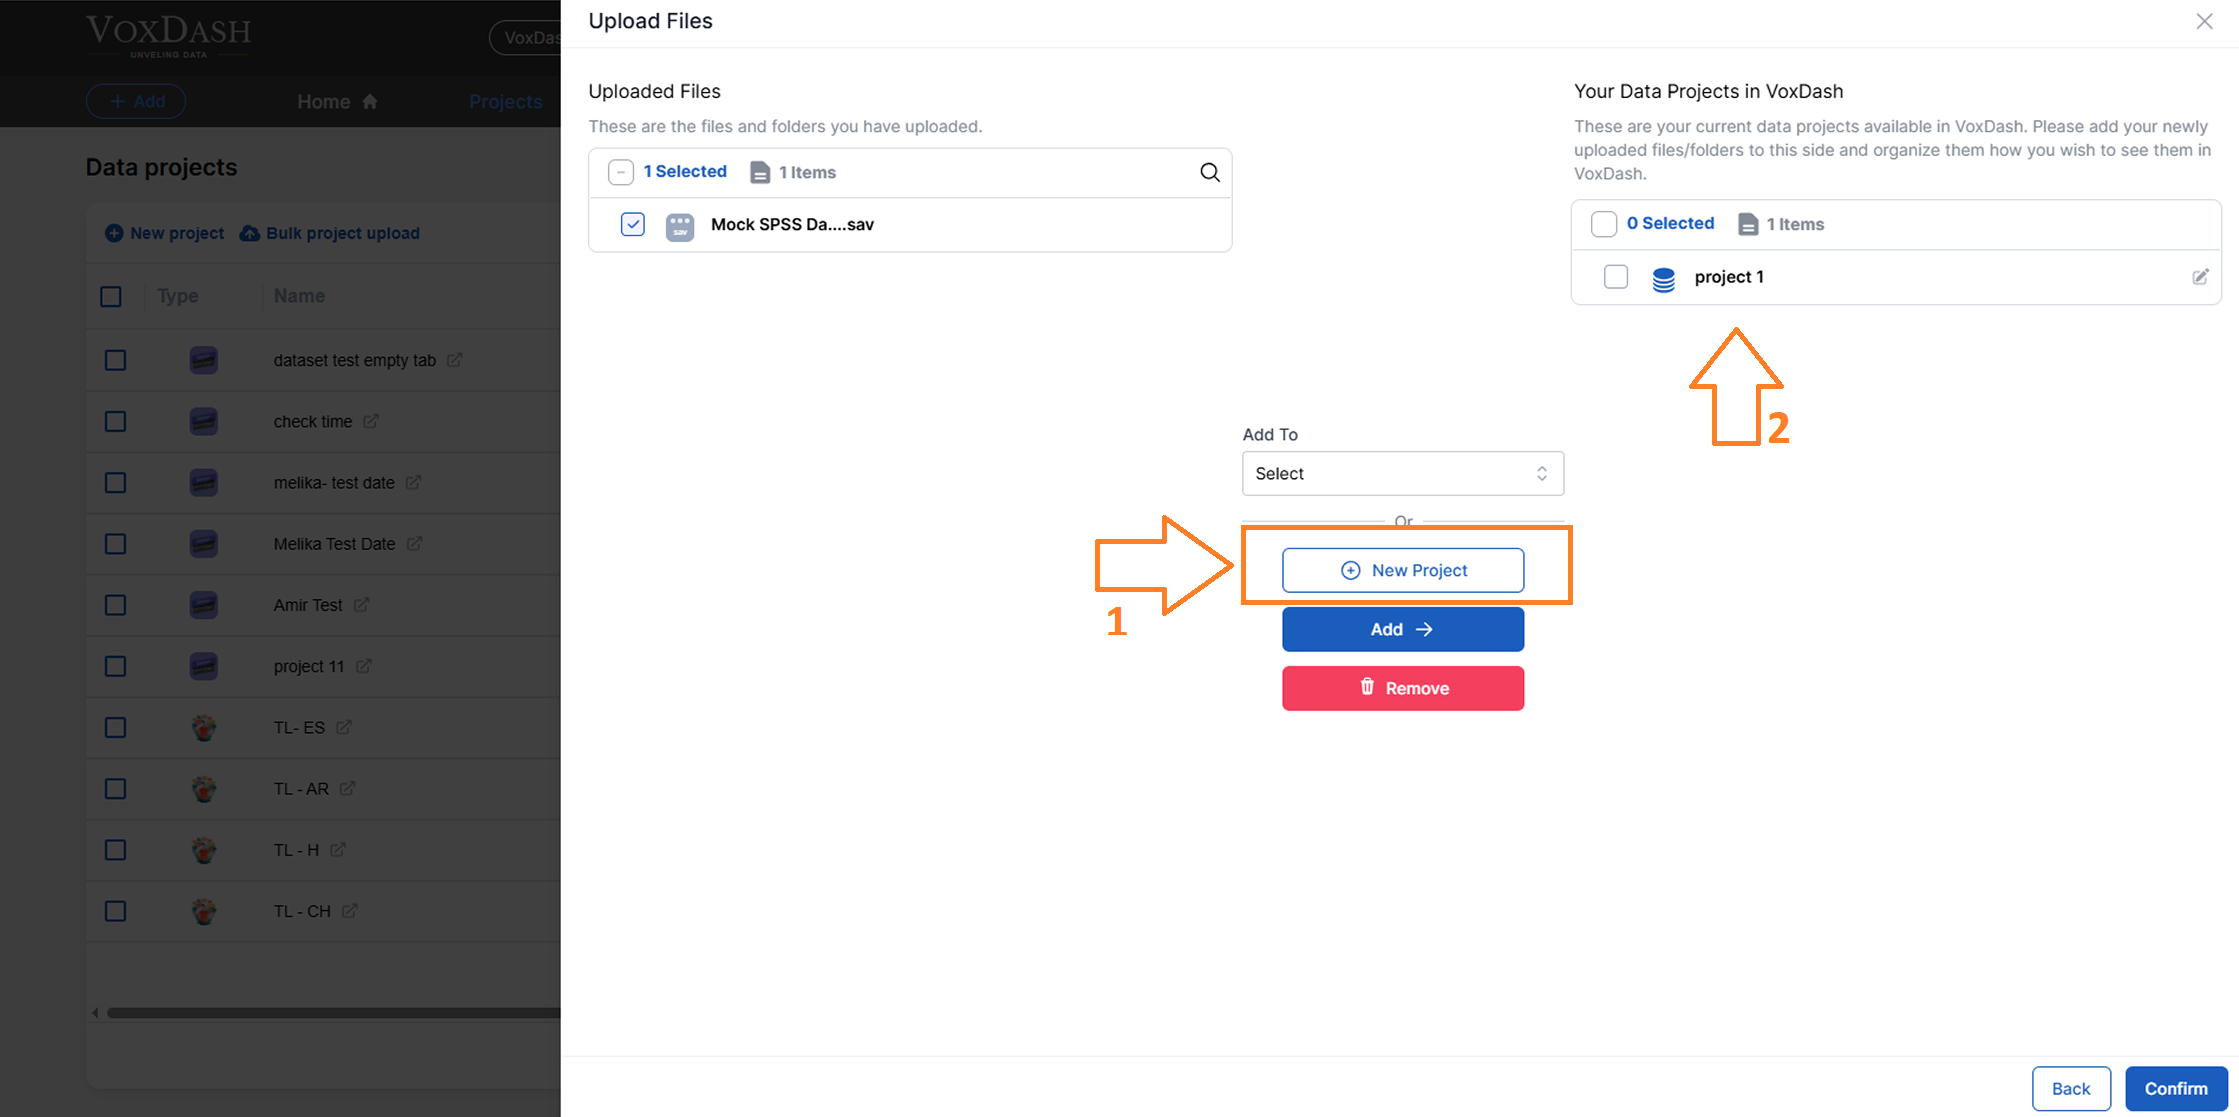 VOXDASH
UNVELING DATA
VoxDas
+ Add
Home
Projects
Data projects
New project
Bulk project upload
Type
Name
dataset test empty tab
check time
melika- test date
Melika Test Date
Amir Test
project 11
TL- ES
TL - AR
TL - H
TL - CH
Upload Files
Uploaded Files
These are the files and folders you have uploaded.
1 Selected
1 Items
sav
Mock SPSS Da....sav
Add To
Select
Or
New Project
1
Add
Remove
Your Data Projects in VoxDash
These are your current data projects available in VoxDash. Please add your newly
uploaded files/folders to this side and organize them how you wish to see them in
VoxDash.
0 Selected
1 Items
project 1
2
Back
Confirm